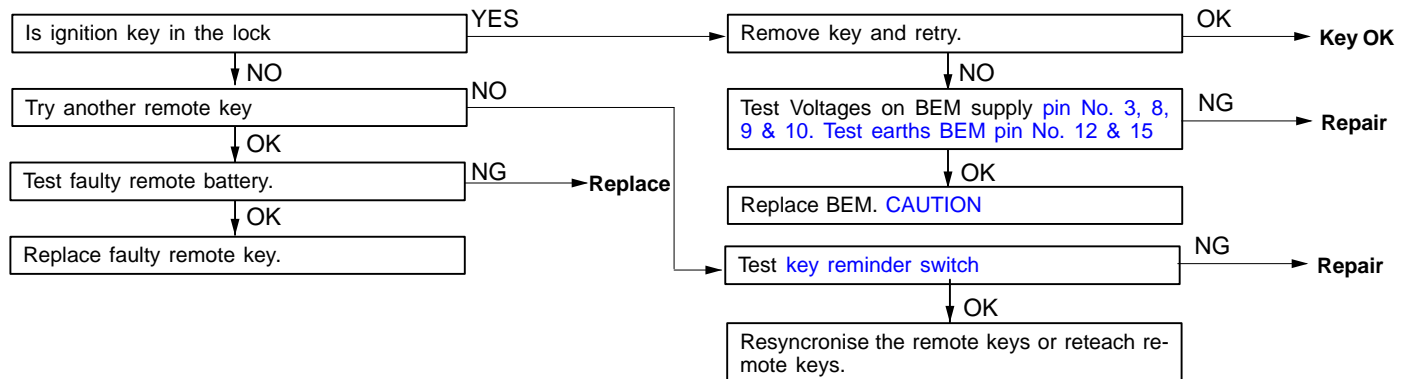 Is ignition key in the lock
YES
Remove key and retry.
OK
Key OK
NO
NO
Try another remote key
NO
Test Voltages on BEM supply pin No. 3, 8,
9 & 10. Test earths BEM pin No. 12 & 15
NG
Repair
OK
OK
Test faulty remote battery.
NG
Replace
Replace BEM. CAUTION
OK
Replace faulty remote key.
Test key reminder switch
NG
Repair
OK
Resyncronise the remote keys or reteach re-
mote keys.